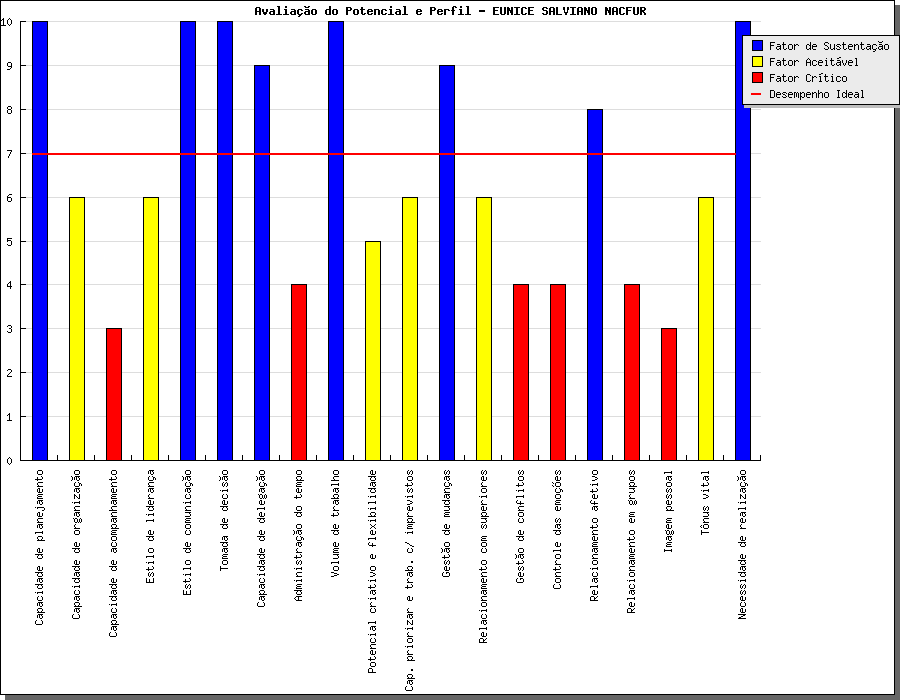 Avaliação do Potencial e Perfil - EUNICE SALVIANO NACFUR
Fator de Sustentação
Fator Aceitável
Fator Crítico
Desempenho Ideal
10
9
8
7
6
5
4
3
2
1
0
Capacidade de planejamento
Capacidade de organização
Capacidade de acompanhamento
Estilo de liderança
Estilo de comunicação
Tomada de decisão
Capacidade de delegação
Administração do tempo
Volume de trabalho
Potencial criativo e flexibilidade
Cap. priorizar e trab. c/ imprevistos
Gestão de mudanças
Relacionamento com superiores
Gestão de conflitos
Controle das emoções
Relacionamento afetivo
Relacionamento em grupos
Imagem pessoal
Tônus vital
Necessidade de realização